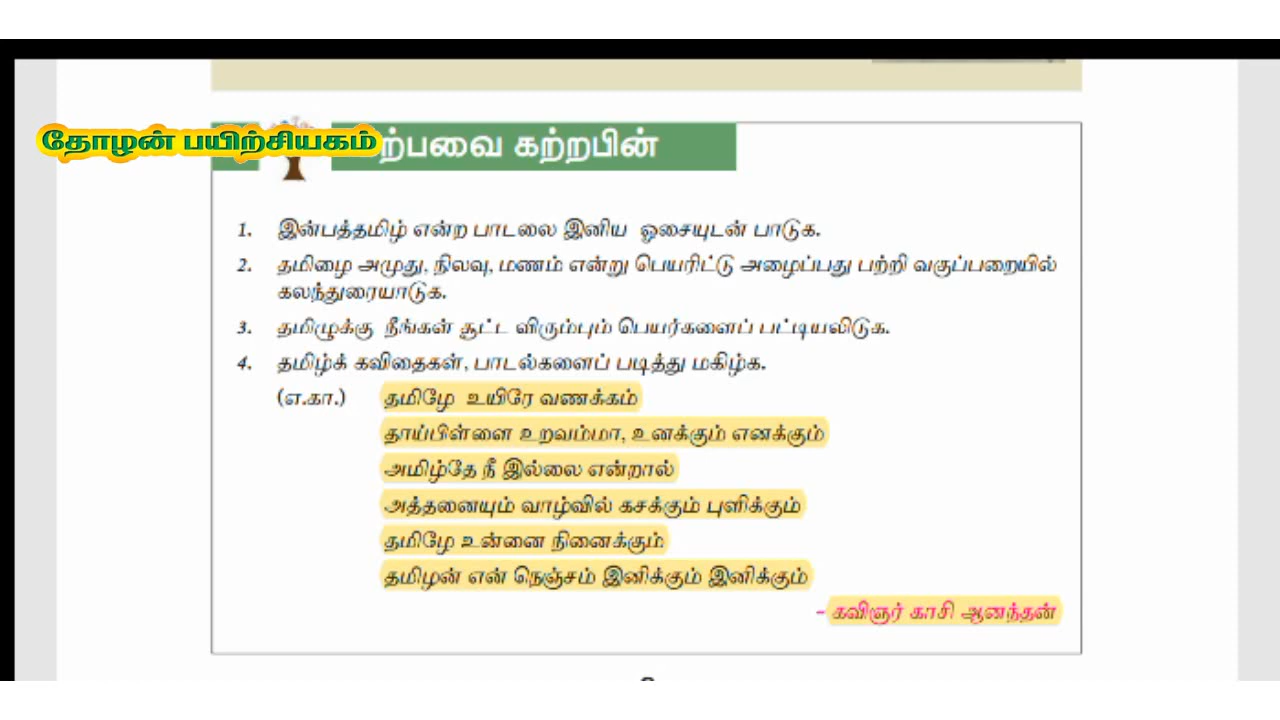 தோழன் பயிற்சியகம்
ற்பவை கற்றபின்
1. இன்பத்தமிழ் என்ற பாடலை இனிய ஓசையுடன் பாடுக.
2. தமிழை அமுது, நிலவு, மணம் என்று பெயரிட்டு அழைப்பது பற்றி வகுப்பறையில்
கலந்துரையாடுக.
3. தமிழுக்கு நீங்கள் சூட்ட விரும்பும் பெயர்களைப் பட்டியலிடுக.
4. தமிழ்க் கவிதைகள், பாடல்களைப் படித்து மகிழ்க.
(எ.கா.) தமிழே உயிரே வணக்கம்
தாய்பிள்ளை உறவம்மா, உனக்கும் எனக்கும்
அமிழ்தே நீ இல்லை என்றால்
அத்தனையும் வாழ்வில் கசக்கும் புளிக்கும்
தமிழே உன்னை நினைக்கும்
தமிழன் என் நெஞ்சம் இனிக்கும் இனிக்கும்
– கவிஞர் காசி ஆனந்தன்